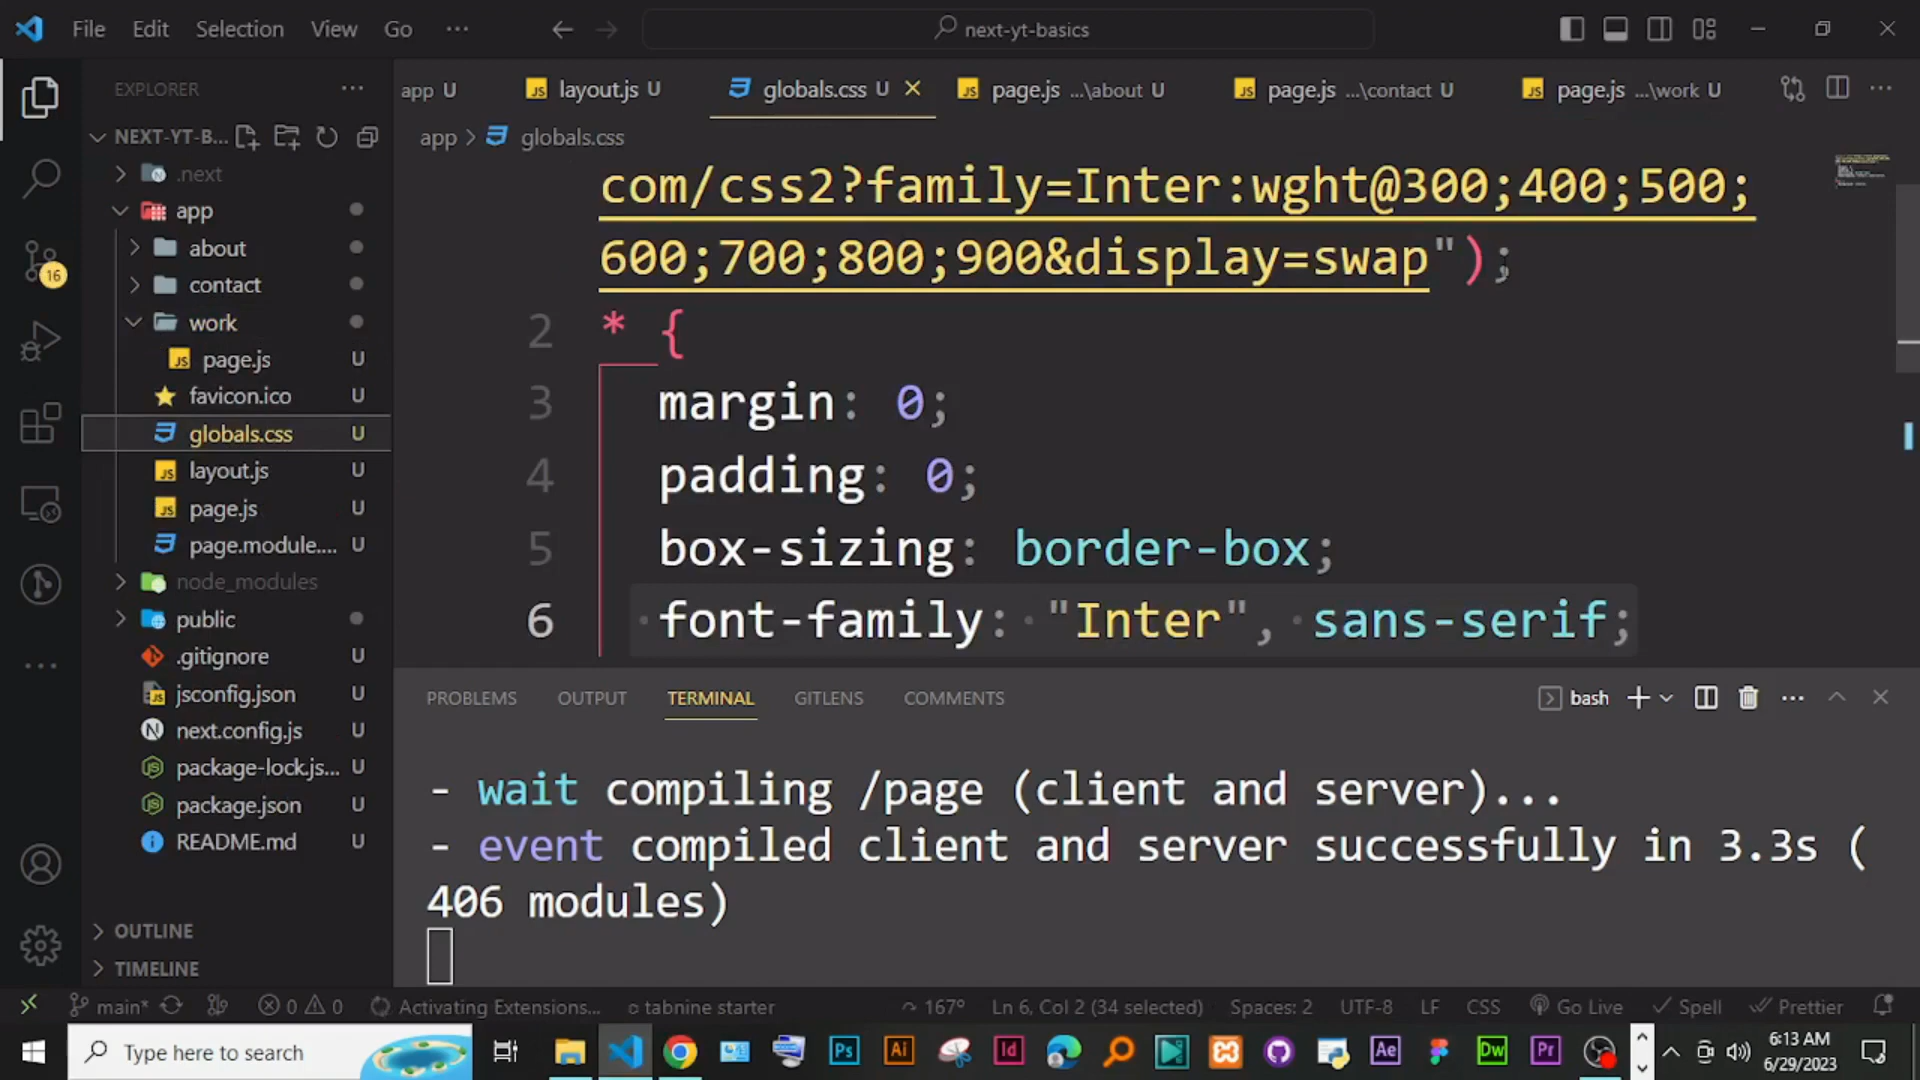 File Edit Selection View Go ... next-yt-basics
EXPLORER
NEXT-YT-B...
.next
app
about
contact
work
page.js U
favicon.ico U
globals.css U
layout.js U
page.js U
page.module.... U
node_modules
public
.gitignore U
jsconfig.json U
next.config.js U
package-lock.js... U
package.json U
README.md U
OUTLINE
TIMELINE
16
app U layout.js U globals.css U page.js ...\about U page.js ...\contact U page.js ...\work U
app > globals.css
com/css2?family=Inter:wght@300;400;500;
600;700;800;900&display=swap");
2 * {
3 margin: 0;
4 padding: 0;
5 box-sizing: border-box;
6 font-family: "Inter", sans-serif;
PROBLEMS OUTPUT TERMINAL GITLENS COMMENTS bash
- wait compiling /page (client and server)...
- event compiled client and server successfully in 3.3s (
406 modules)
main* 0 0 Activating Extensions... tabnine starter 167° Ln 6, Col 2 (34 selected) Spaces: 2 UTF-8 LF CSS Go Live Spell Prettier
Type here to search Ps Ai Id Ae Dw Pr 6:13 AM
6/29/2023